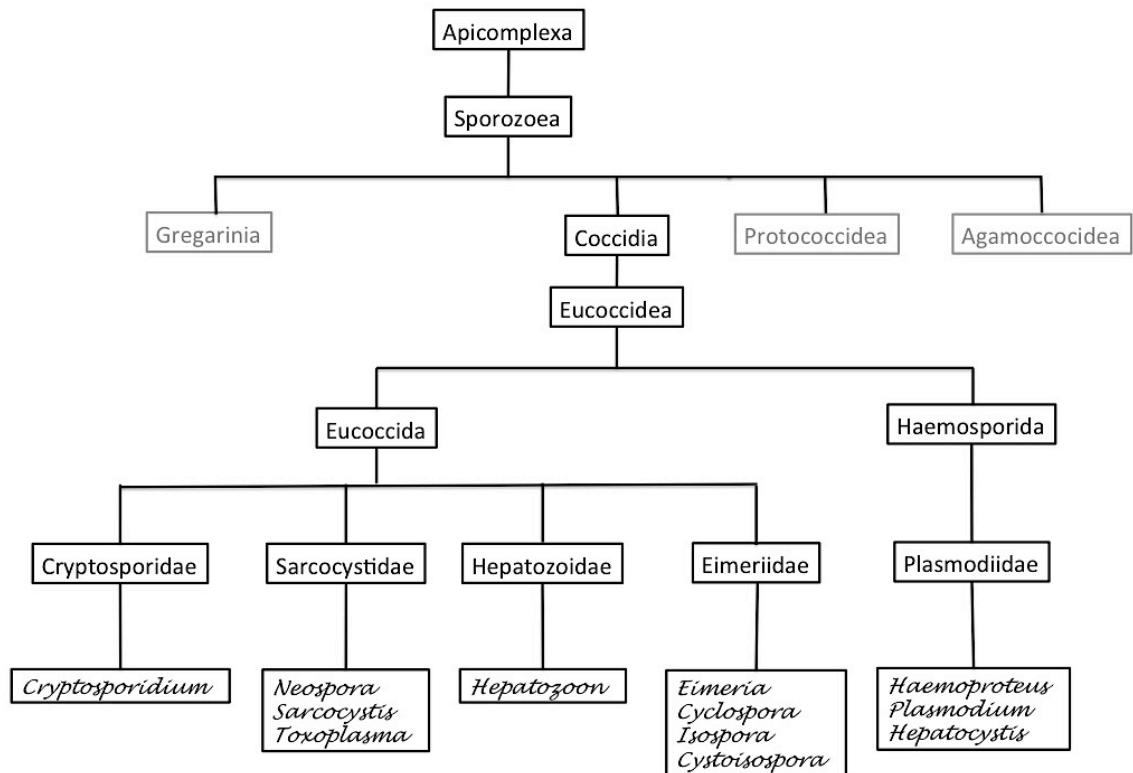 Apicomplexa
Sporozoea
Gregarinia
Coccidia
Protococcidea
Agamoccocidea
Eucoccidea
Eucoccida
Haemosporida
Cryptosporidae
Sarcocystidae
Hepatozoidae
Eimeriidae
Plasmodiidae
Cryptosporidium
Neospora
Sarcocystis
Toxoplasma
Hepatozoon
Eimeria
Cyclospora
Isospora
Cystoisospora
Haemoproteus
Plasmodium
Hepatocystis